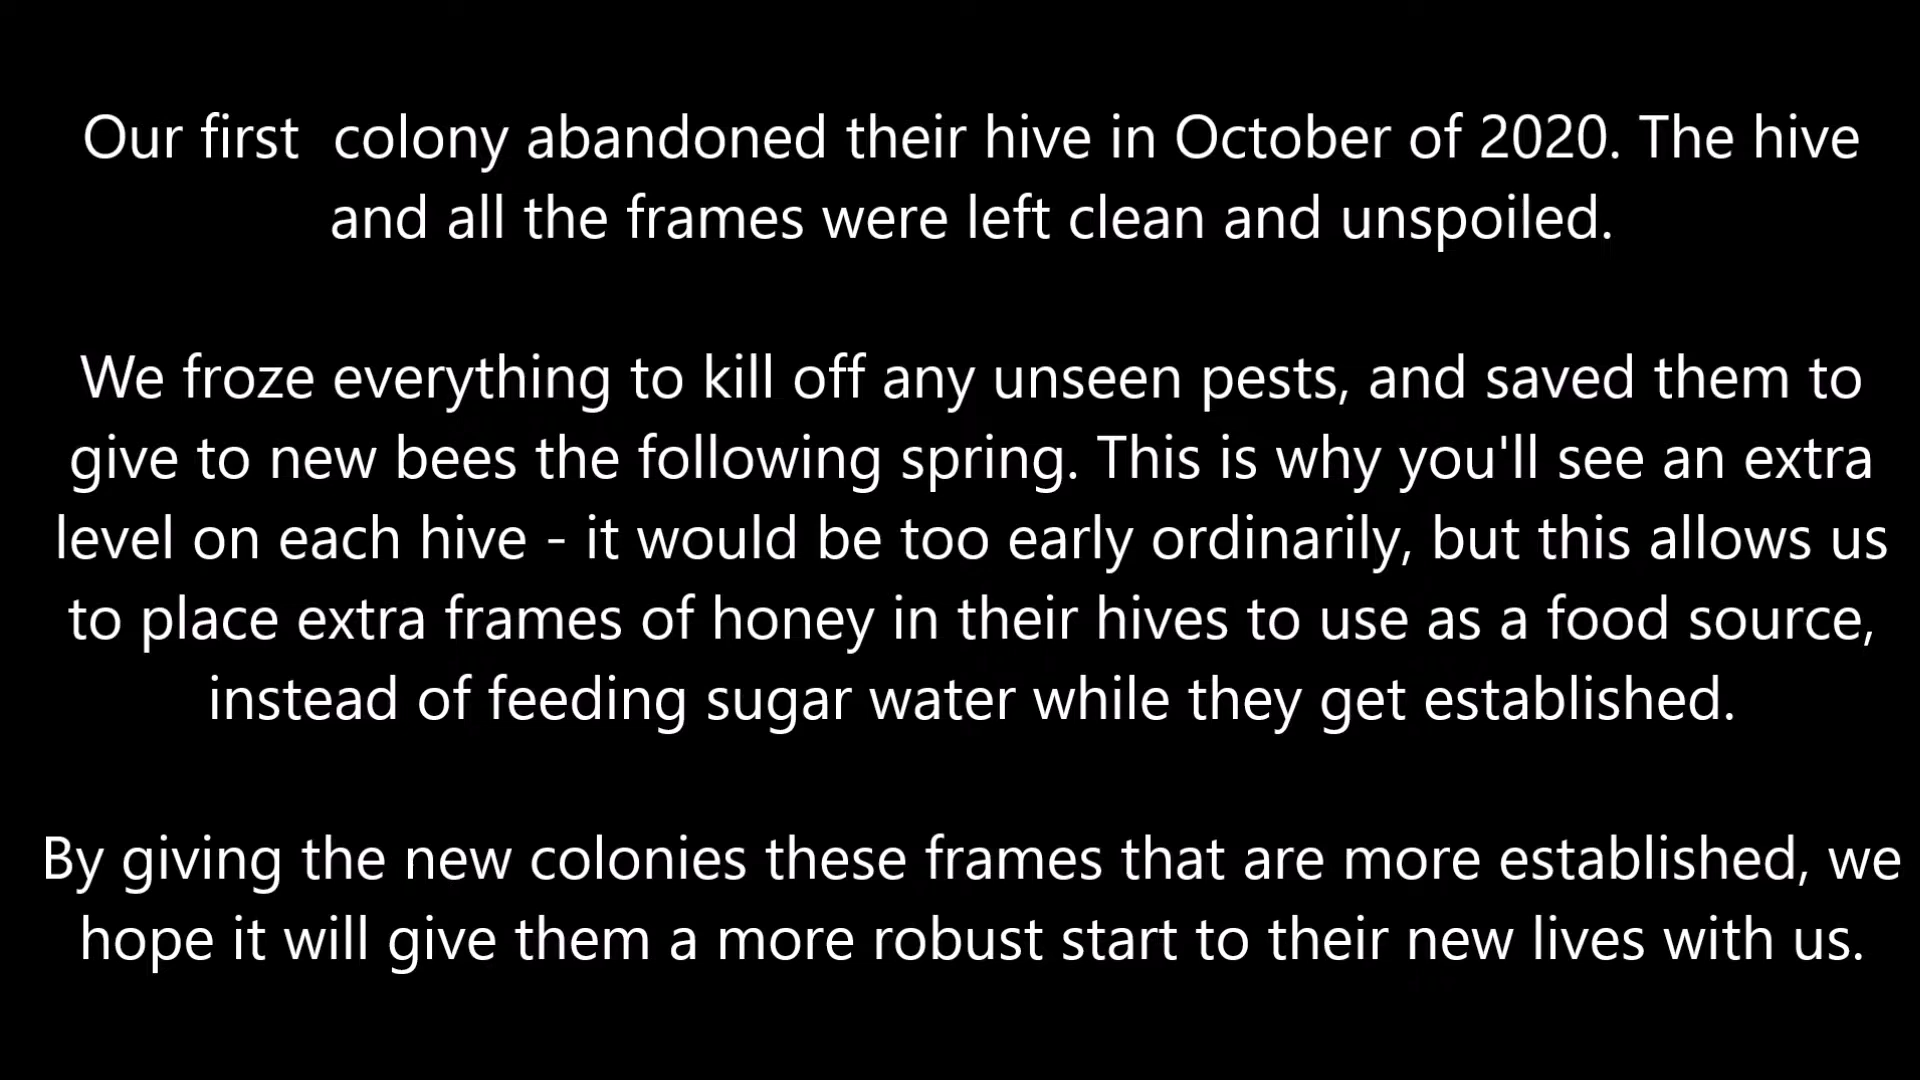 Our first  colony abandoned their hive in October of 2020. The hive
and all the frames were left clean and unspoiled.
We froze everything to kill off any unseen pests, and saved them to
give to new bees the following spring. This is why you'll see an extra
level on each hive - it would be too early ordinarily, but this allows us
to place extra frames of honey in their hives to use as a food source,
instead of feeding sugar water while they get established.
By giving the new colonies these frames that are more established, we
hope it will give them a more robust start to their new lives with us.